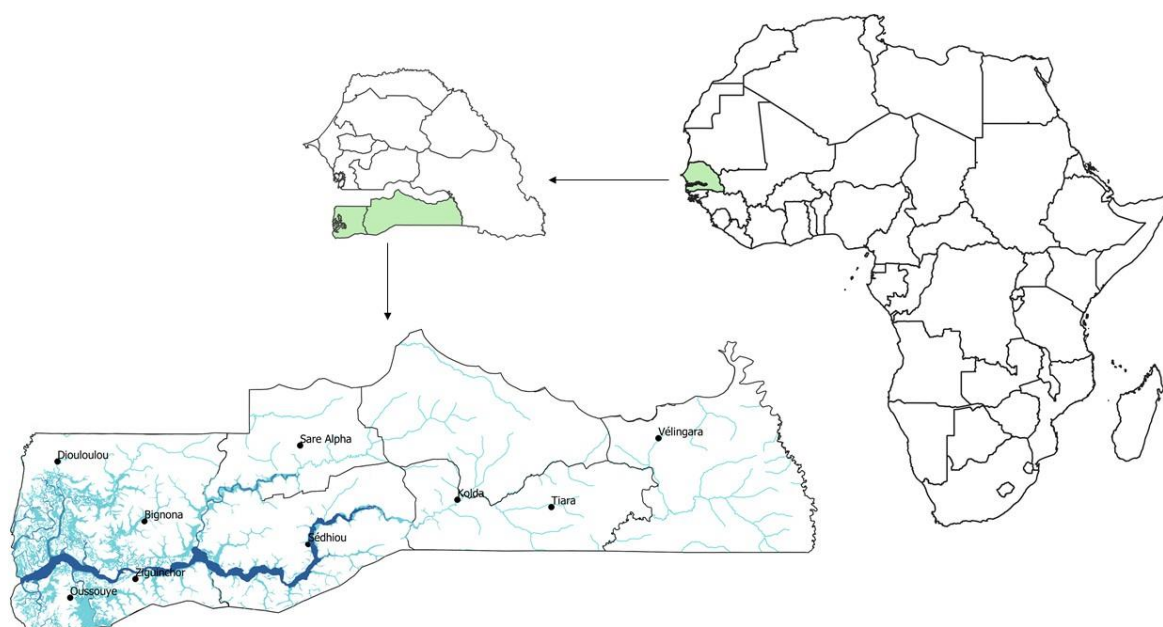 Sare Alpha
Vélingara
Diouloulou
Kolda
Tiara
Bignona
Sédhiou
Ziguinchor
Oussouye